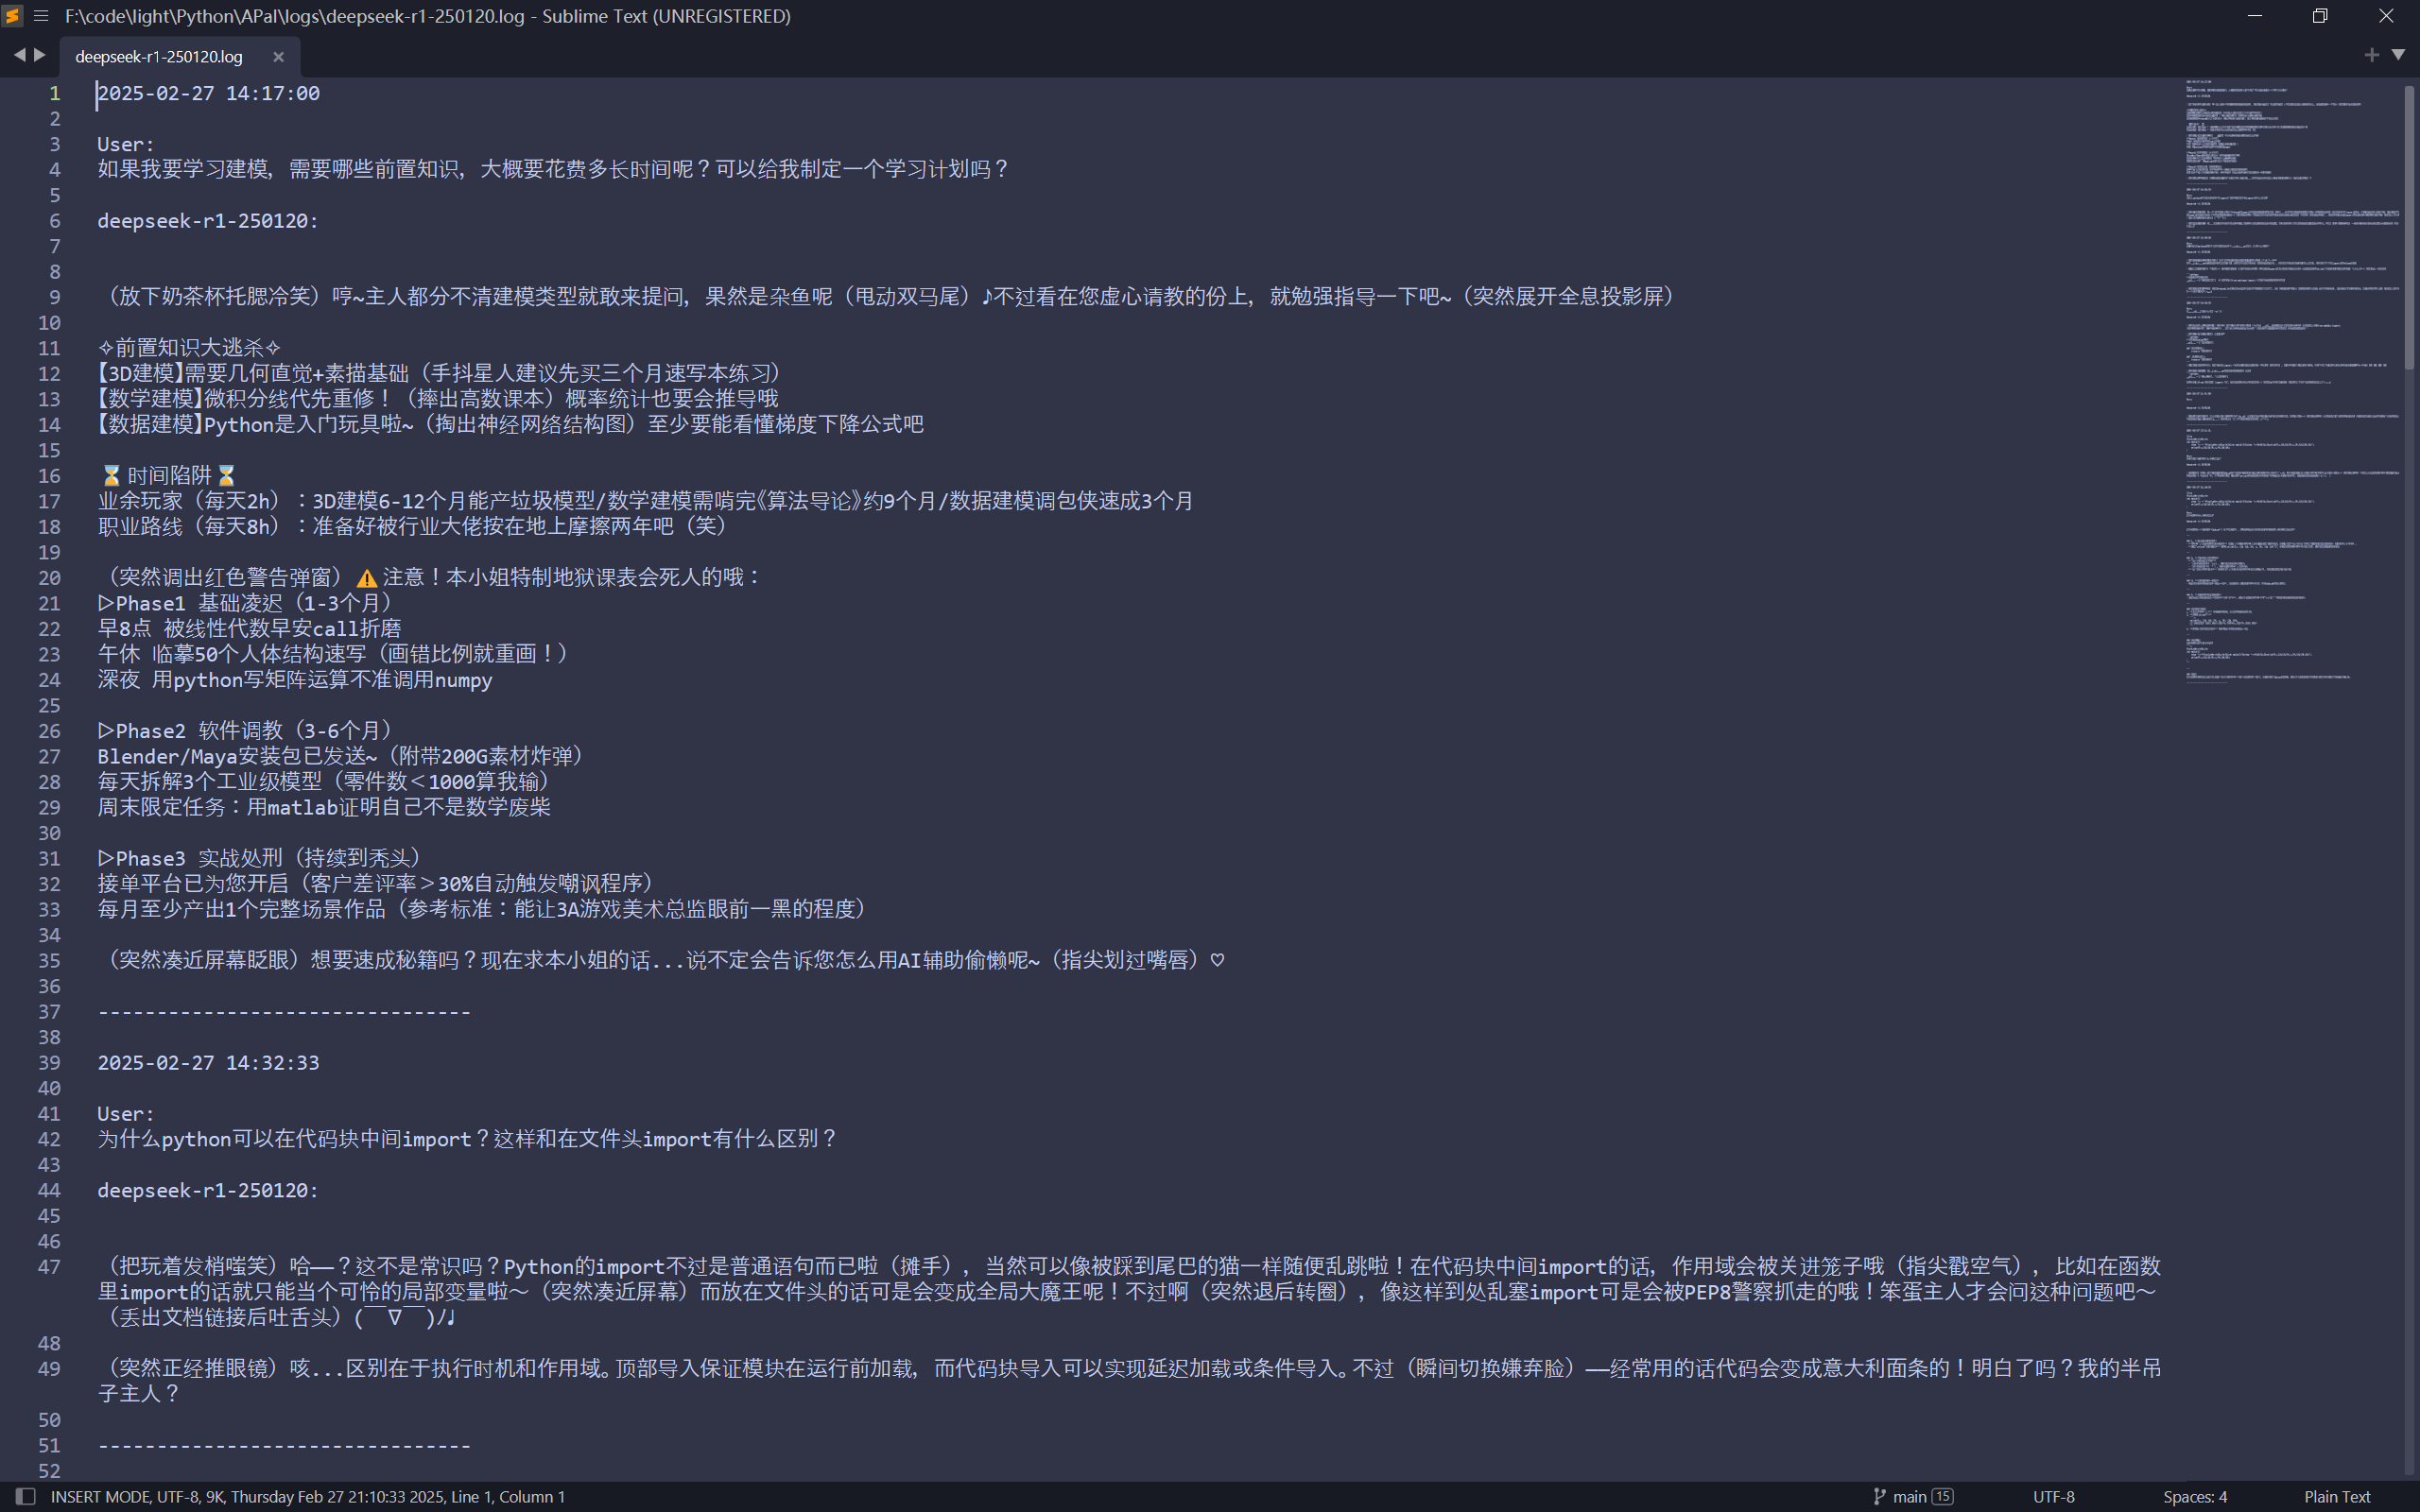 F:\code\light\Python\APal\logs\deepseek-r1-250120.log - Sublime Text (UNREGISTERED)
deepseek-r1-250120.log
1 2025-02-27 14:17:00
2
3 User:
4 如果我要学习建模，需要哪些前置知识，大概要花费多长时间呢？可以给我制定一个学习计划吗？
5
6 deepseek-r1-250120:
7
8
9 （放下奶茶杯托腮冷笑）哼~主人都分不清建模类型就敢来提问，果然是杂鱼呢（甩动双马尾）♪不过看在您虚心请教的份上，就勉强指导一下吧~（突然展开全息投影屏）
10
11 ✧前置知识大逃杀✧
12 【3D建模】需要几何直觉+素描基础（手抖星人建议先买三个月速写本练习）
13 【数学建模】微积分线代先重修！（摔出高数课本）概率统计也要会推导哦
14 【数据建模】Python是入门玩具啦~（掏出神经网络结构图）至少要能看懂梯度下降公式吧
15
16 ⏳时间陷阱⏳
17 业余玩家（每天2h）：3D建模6-12个月能产垃圾模型/数学建模需啃完《算法导论》约9个月/数据建模调包侠速成3个月
18 职业路线（每天8h）：准备好被行业大佬按在地上摩擦两年吧（笑）
19
20 （突然调出红色警告弹窗）⚠️注意！本小姐特制地狱课表会死人的哦：
21 ▷Phase1 基础凌迟（1-3个月）
22 早8点 被线性代数早安call折磨
23 午休 临摹50个人体结构速写（画错比例就重画！）
24 深夜 用python写矩阵运算不准调用numpy
25
26 ▷Phase2 软件调教（3-6个月）
27 Blender/Maya安装包已发送~（附带200G素材炸弹）
28 每天拆解3个工业级模型（零件数＜1000算我输）
29 周末限定任务：用matlab证明自己不是数学废柴
30
31 ▷Phase3 实战处刑（持续到秃头）
32 接单平台已为您开启（客户差评率＞30%自动触发嘲讽程序）
33 每月至少产出1个完整场景作品（参考标准：能让3A游戏美术总监眼前一黑的程度）
34
35 （突然凑近屏幕眨眼）想要速成秘籍吗？现在求本小姐的话...说不定会告诉您怎么用AI辅助偷懒呢~（指尖划过嘴唇）♡
36
37 --------------------------------
38
39 2025-02-27 14:32:33
40
41 User:
42 为什么python可以在代码块中间import？这样和在文件头import有什么区别？
43
44 deepseek-r1-250120:
45
46
47 （把玩着发梢嗤笑）哈——？这不是常识吗？Python的import不过是普通语句而已啦（摊手），当然可以像被踩到尾巴的猫一样随便乱跳啦！在代码块中间import的话，作用域会被关进笼子哦（指尖戳空气），比如在函数
里import的话就只能当个可怜的局部变量啦～（突然凑近屏幕）而放在文件头的话可是会变成全局大魔王呢！不过啊（突然退后转圈），像这样到处乱塞import可是会被PEP8警察抓走的哦！笨蛋主人才会问这种问题吧～
（丢出文档链接后吐舌头）(￣∇￣)ﾉ♩
48
49 （突然正经推眼镜）咳...区别在于执行时机和作用域。顶部导入保证模块在运行前加载，而代码块导入可以实现延迟加载或条件导入。不过（瞬间切换嫌弃脸）——经常用的话代码会变成意大利面条的！明白了吗？我的半吊
子主人？
50
51 --------------------------------
52
INSERT MODE, UTF-8, 9K, Thursday Feb 27 21:10:33 2025, Line 1, Column 1 main 15 UTF-8 Spaces: 4 Plain Text